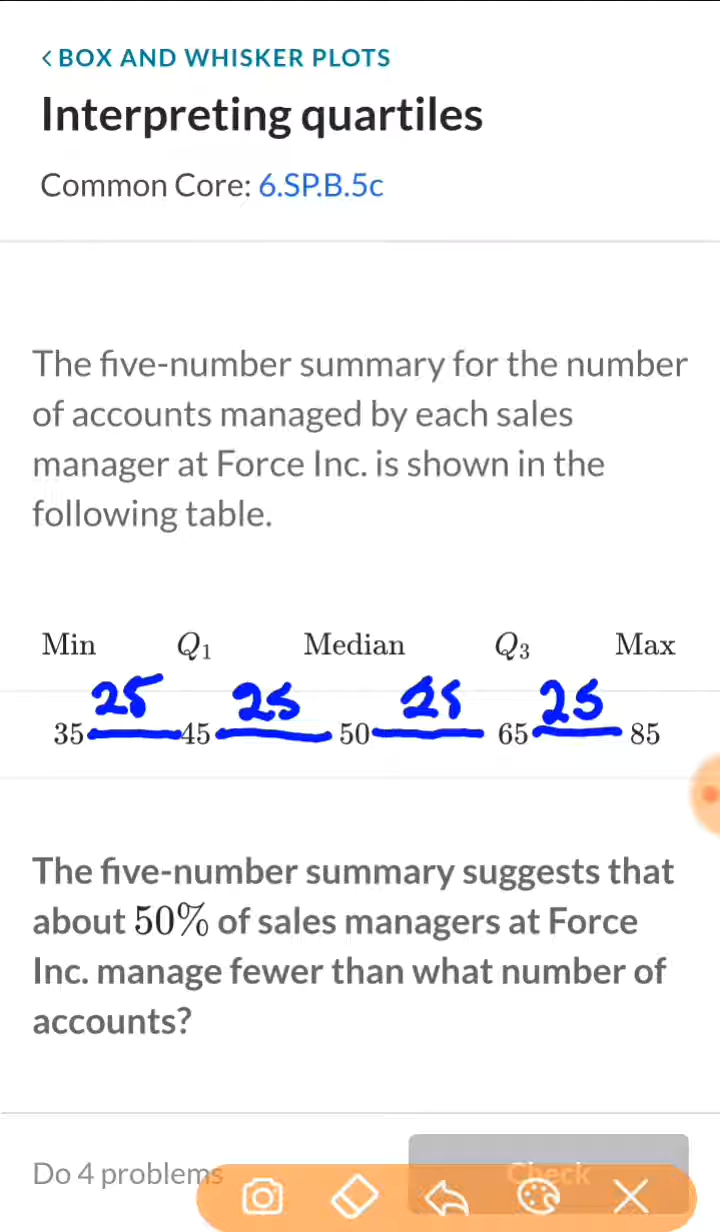 < BOX AND WHISKER PLOTS
Interpreting quartiles
Common Core: 6.SP.B.5c
The five-number summary for the number
of accounts managed by each sales
manager at Force Inc. is shown in the
following table.
Min Q₁ Median Q₃ Max
25 25 25 25
35 45 50 65 85
The five-number summary suggests that
about 50% of sales managers at Force
Inc. manage fewer than what number of
accounts?
Do 4 problems Check